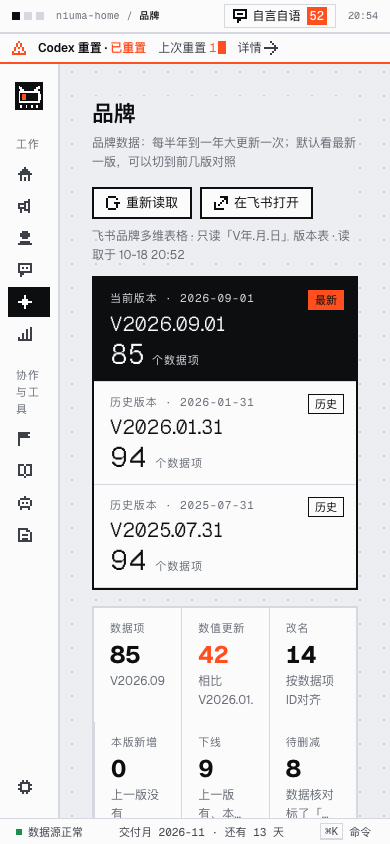 niuma-home / 品牌
自言自语 52
20:54
Codex 重置 · 已重置 上次重置 1 详情
工作
协作与工具
品牌
品牌数据: 每半年到一年大更新一次; 默认看最新
一版, 可以切到前几版对照
重新读取
在飞书打开
飞书品牌多维表格 · 只读「V年.月.日」版本表 · 读
取于 10-18 20:52
当前版本 · 2026-09-01
最新
V2026.09.01
85 个数据项
历史版本 · 2026-01-31
历史
V2026.01.31
94 个数据项
历史版本 · 2025-07-31
历史
V2025.07.31
94 个数据项
数据项
85
V2026.09
数值更新
42
相比
V2026.01.
改名
14
按数据项
ID对齐
本版新增
0
上一版没
有
下线
9
上一版
有、本…
待删减
8
数据核对
标了「…
数据源正常
交付月 2026-11 · 还有 13 天
⌘K 命令